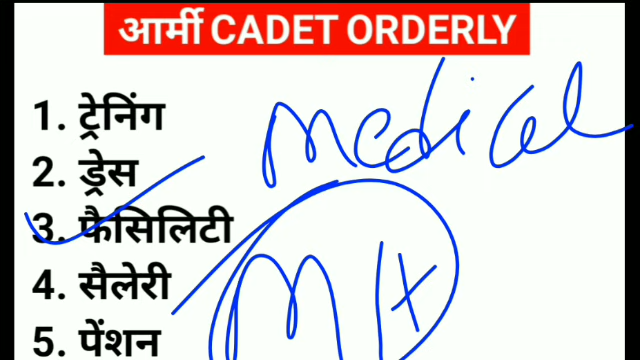 आर्मी CADET ORDERLY
1. ट्रेनिंग
2. ड्रेस
3. फैसिलिटी
4. सैलेरी
5. पेंशन
Medical
MH